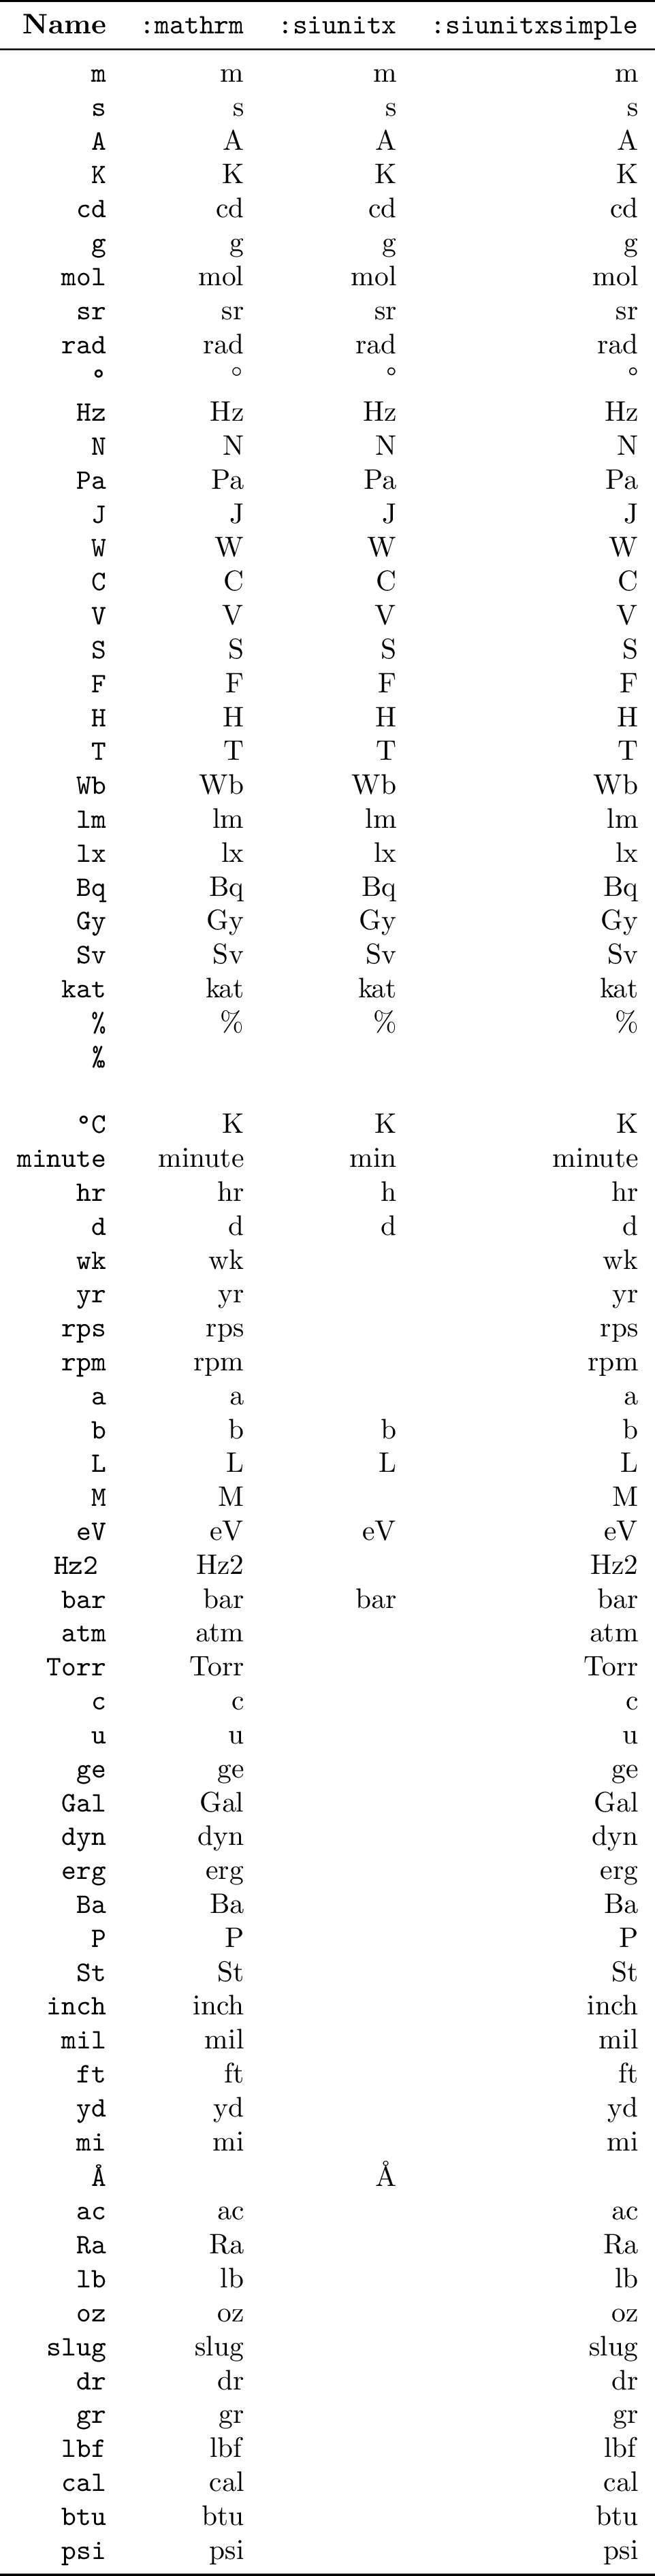 Name :mathrm :siunitx :siunitxsimple
m m m m
s s s s
A A A A
K K K K
cd cd cd cd
g g g g
mol mol mol mol
sr sr sr sr
rad rad rad rad
° ° ° °
Hz Hz Hz Hz
N N N N
Pa Pa Pa Pa
J J J J
W W W W
C C C C
V V V V
S S S S
F F F F
H H H H
T T T T
Wb Wb Wb Wb
lm lm lm lm
lx lx lx lx
Bq Bq Bq Bq
Gy Gy Gy Gy
Sv Sv Sv Sv
kat kat kat kat
% % % %
‰
°C K K K
minute minute min minute
hr hr h hr
d d d d
wk wk wk
yr yr yr
rps rps rps
rpm rpm rpm
a a a
b b b b
L L L L
M M M
eV eV eV eV
Hz2 Hz2 Hz2
bar bar bar bar
atm atm atm
Torr Torr Torr
c c c
u u u
ge ge ge
Gal Gal Gal
dyn dyn dyn
erg erg erg
Ba Ba Ba
P P P
St St St
inch inch inch
mil mil mil
ft ft ft
yd yd yd
mi mi mi
Å Å
ac ac ac
Ra Ra Ra
lb lb lb
oz oz oz
slug slug slug
dr dr dr
gr gr gr
lbf lbf lbf
cal cal cal
btu btu btu
psi psi psi